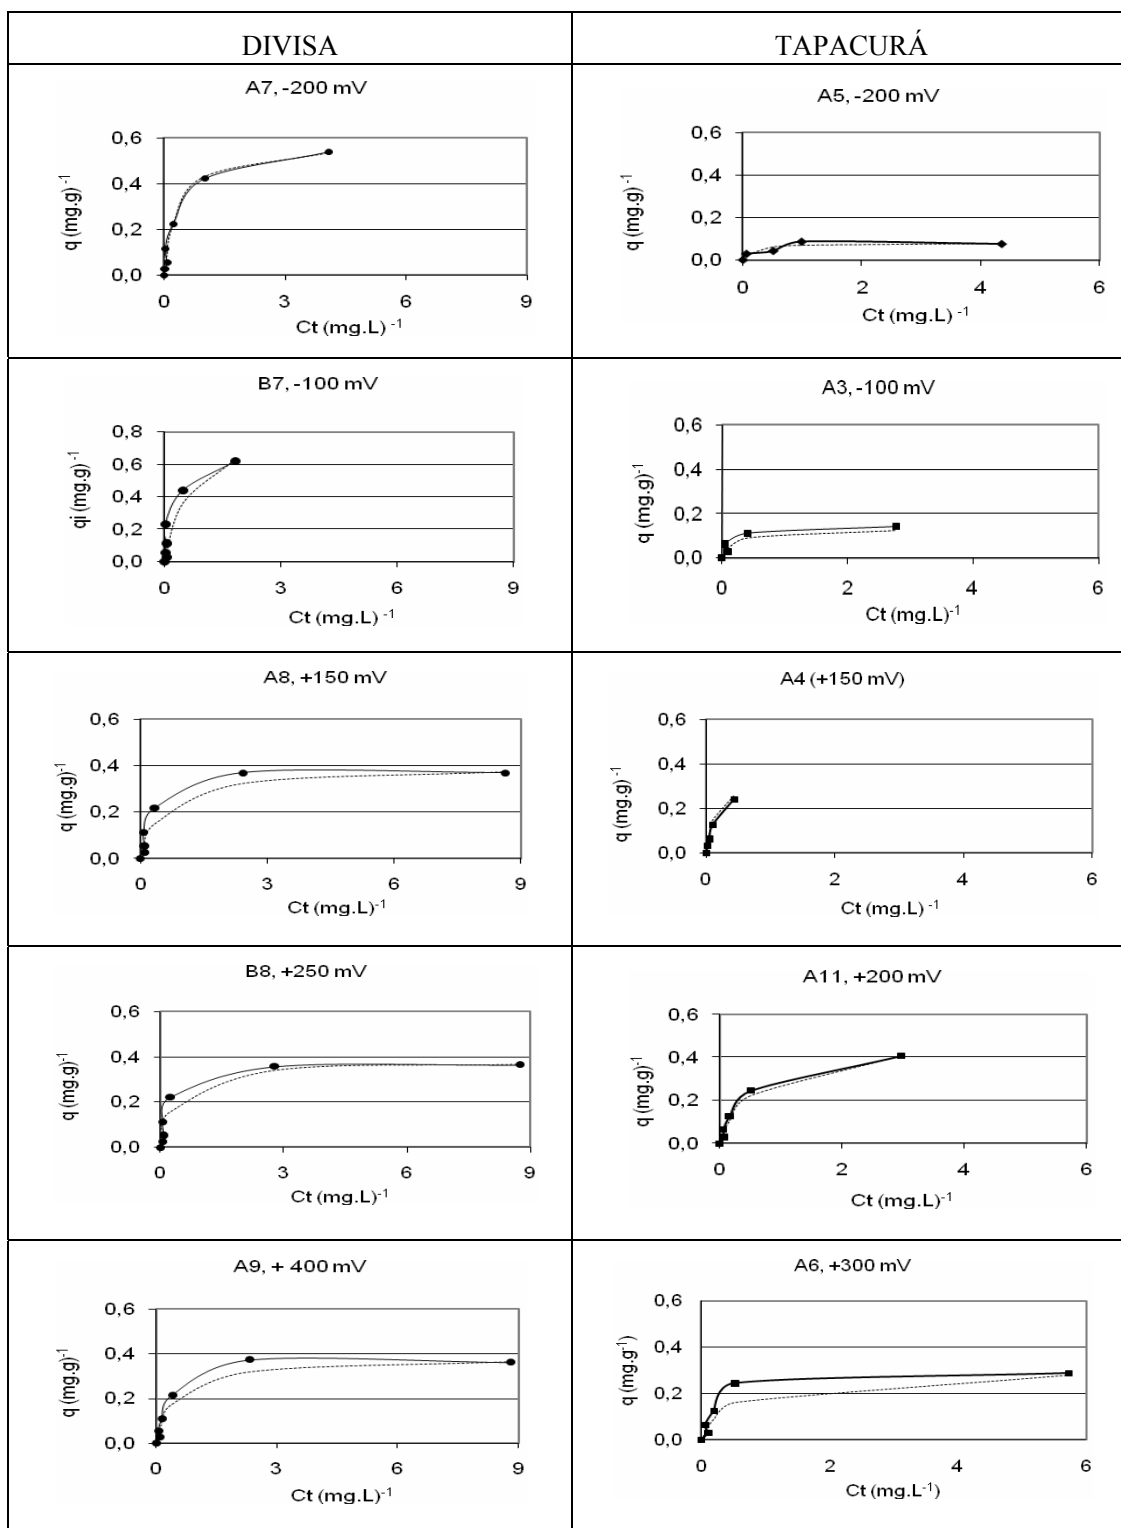 DIVISA
TAPACURÁ
A7, -200 mV
0,6
0,4
0,2
0,0
q (mg.g) -1
0 3 6 9
Ct (mg.L) -1
A5, -200 mV
0,6
0,4
0,2
0,0
q (mg.g) -1
0 2 4 6
Ct (mg.L) -1
B7, -100 mV
0,8
0,6
0,4
0,2
0,0
qi (mg.g) -1
0 3 6 9
Ct (mg.L) -1
A3, -100 mV
0,6
0,4
0,2
0,0
q (mg.g) -1
0 2 4 6
Ct (mg.L)-1
A8, +150 mV
0,6
0,4
0,2
0,0
q (mg.g)-1
0 3 6 9
Ct (mg.L)-1
A4 (+150 mV)
0,6
0,4
0,2
0,0
q (mg.g) -1
0 2 4 6
Ct (mg.L) -1
B8, +250 mV
0,6
0,4
0,2
0,0
q (mg.g)-1
0 3 6 9
Ct (mg.L)-1
A11, +200 mV
0,6
0,4
0,2
0,0
q (mg.g)-1
0 2 4 6
Ct (mg.L) -1
A9, + 400 mV
0,6
0,4
0,2
0,0
q (mg.g)-1
0 3 6 9
Ct (mg.L)-1
A6, +300 mV
0,6
0,4
0,2
0,0
q (mg.g-1)
0 2 4 6
Ct (mg.L-1)